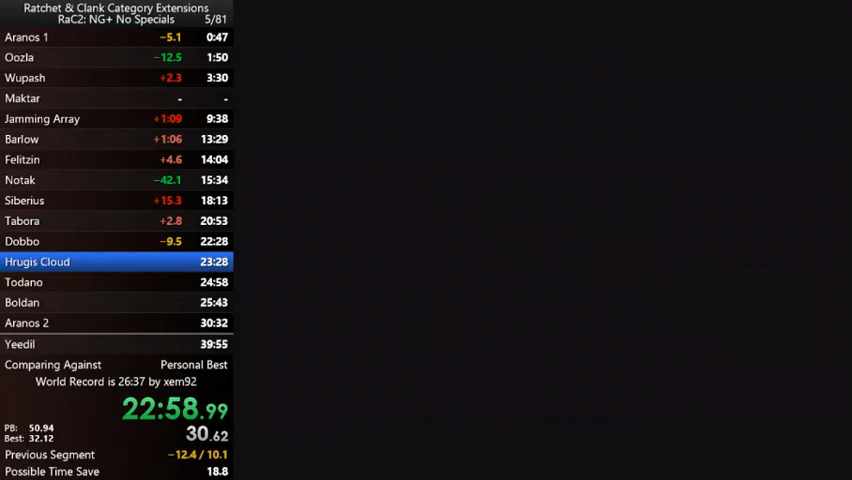 Ratchet & Clank Category Extensions
RaC2: NG+ No Specials 5/81
Aranos 1 −5.1 0:47
Oozla −12.5 1:50
Wupash +2.3 3:30
Maktar - -
Jamming Array +1:09 9:38
Barlow +1:06 13:29
Felitzin +4.6 14:04
Notak −42.1 15:34
Siberius +15.3 18:13
Tabora +2.8 20:53
Dobbo −9.5 22:28
Hrugis Cloud 23:28
Todano 24:58
Boldan 25:43
Aranos 2 30:32
Yeedil 39:55
Comparing Against Personal Best
World Record is 26:37 by xem92
22:58.99
PB: 50.94
Best: 32.12
30.62
Previous Segment −12.4 / 10.1
Possible Time Save 18.8